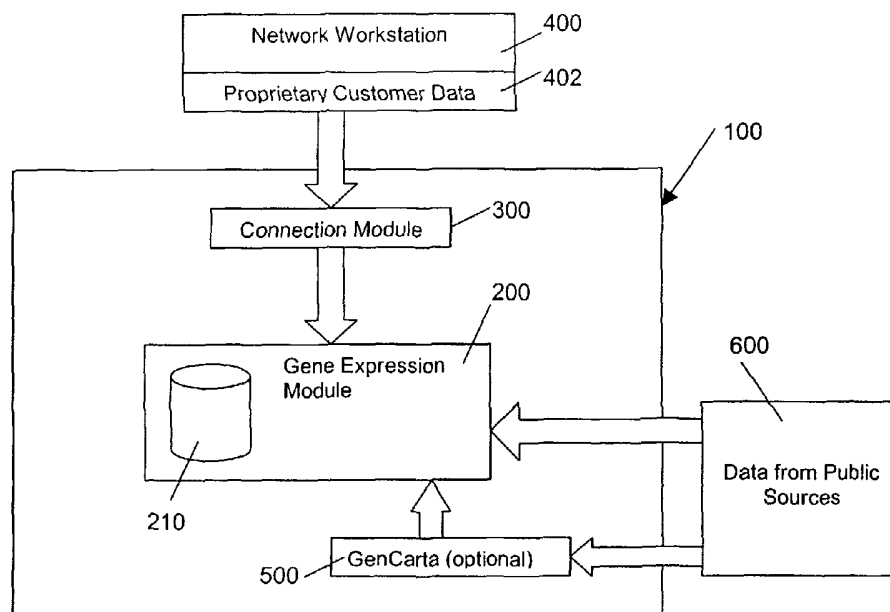 Network Workstation
400
Proprietary Customer Data
402
100
Connection Module
300
200
Gene Expression
Module
600
Data from Public
Sources
210
GenCarta (optional)
500